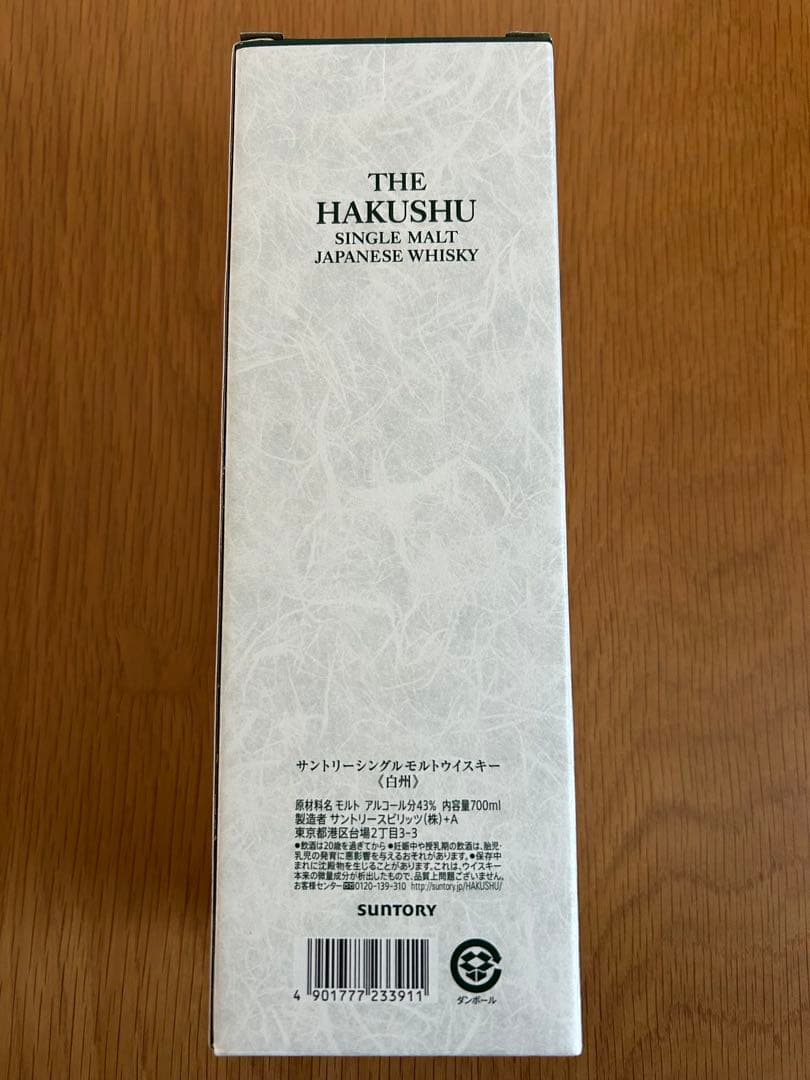 THE
HAKUSHU
SINGLE MALT
JAPANESE WHISKY
サントリーシングルモルトウイスキー
《白州》
原材料名 モルト アルコール分43% 内容量700ml
製造者 サントリースピリッツ(株)+A
東京都港区台場2丁目3-3
●飲酒は20歳を過ぎてから ●妊娠中や授乳期の飲酒は、胎児・
乳児の発育に悪影響を与えるおそれがあります。●保存中
まれに沈殿物を生じることがあります。これは、ウイスキー
本来の微量成分が析出したもので、品質上問題ございません。
お客様センター 0120-139-310 http://suntory.jp/HAKUSHU/
SUNTORY
4 901777 233911
ダンボール